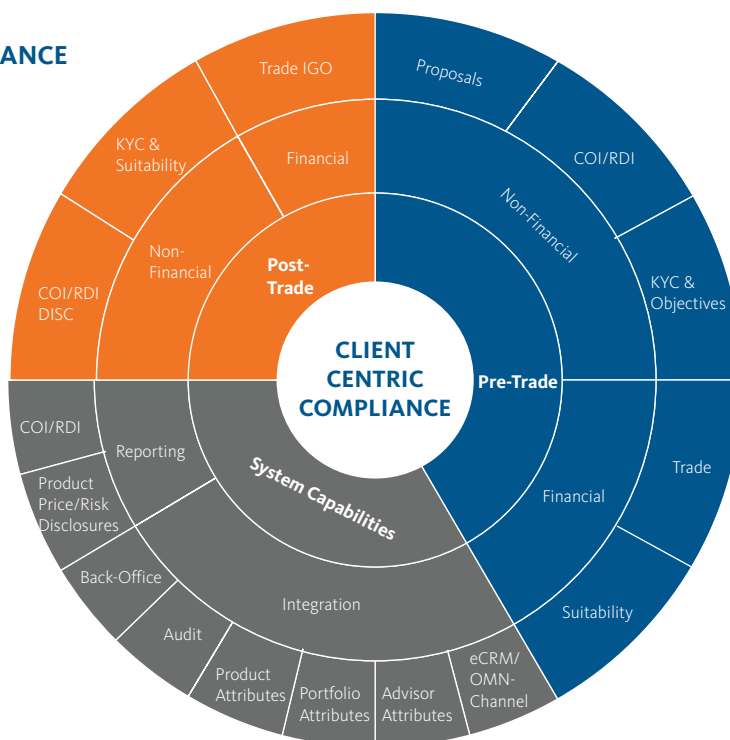 ANCE
Trade IGO
Proposals
KYC &
Suitability
COI/RDI
Financial
Non-Financial
Non-
Financial
Post-
Trade
COI/RDI
DISC
KYC &
Objectives
CLIENT
CENTRIC
COMPLIANCE
Pre-Trade
COI/RDI
Reporting
System Capabilities
Trade
Product
Price/Risk
Disclosures
Financial
Back-Office
Integration
Suitability
Audit
Product
Attributes
Portfolio
Attributes
Advisor
Attributes
eCRM/
OMN-
Channel